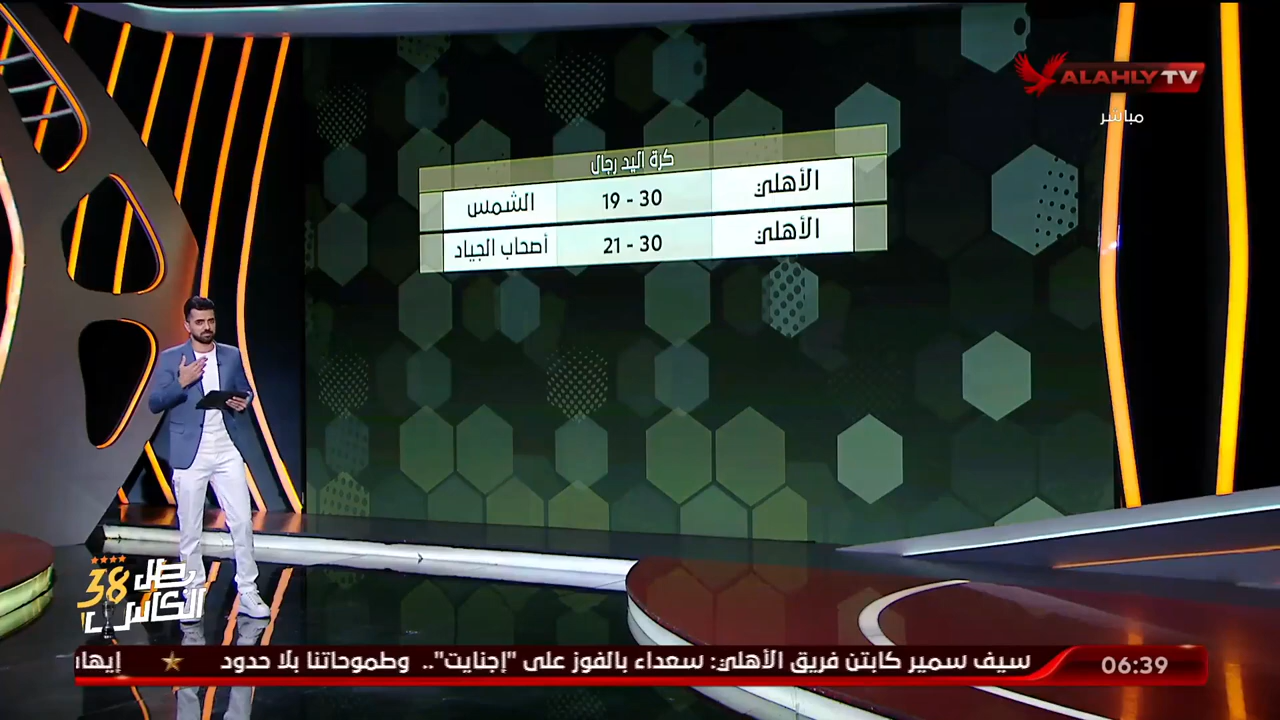 ALAHLY TV
مباشر
كرة اليد رجال
الأهلي 30 - 19 الشمس
الأهلي 30 - 21 أصحاب الجياد
بطل الكاس 38
سيف سمير كابتن فريق الأهلي: سعداء بالفوز على "إجنايت".. وطموحاتنا بلا حدود
06:39